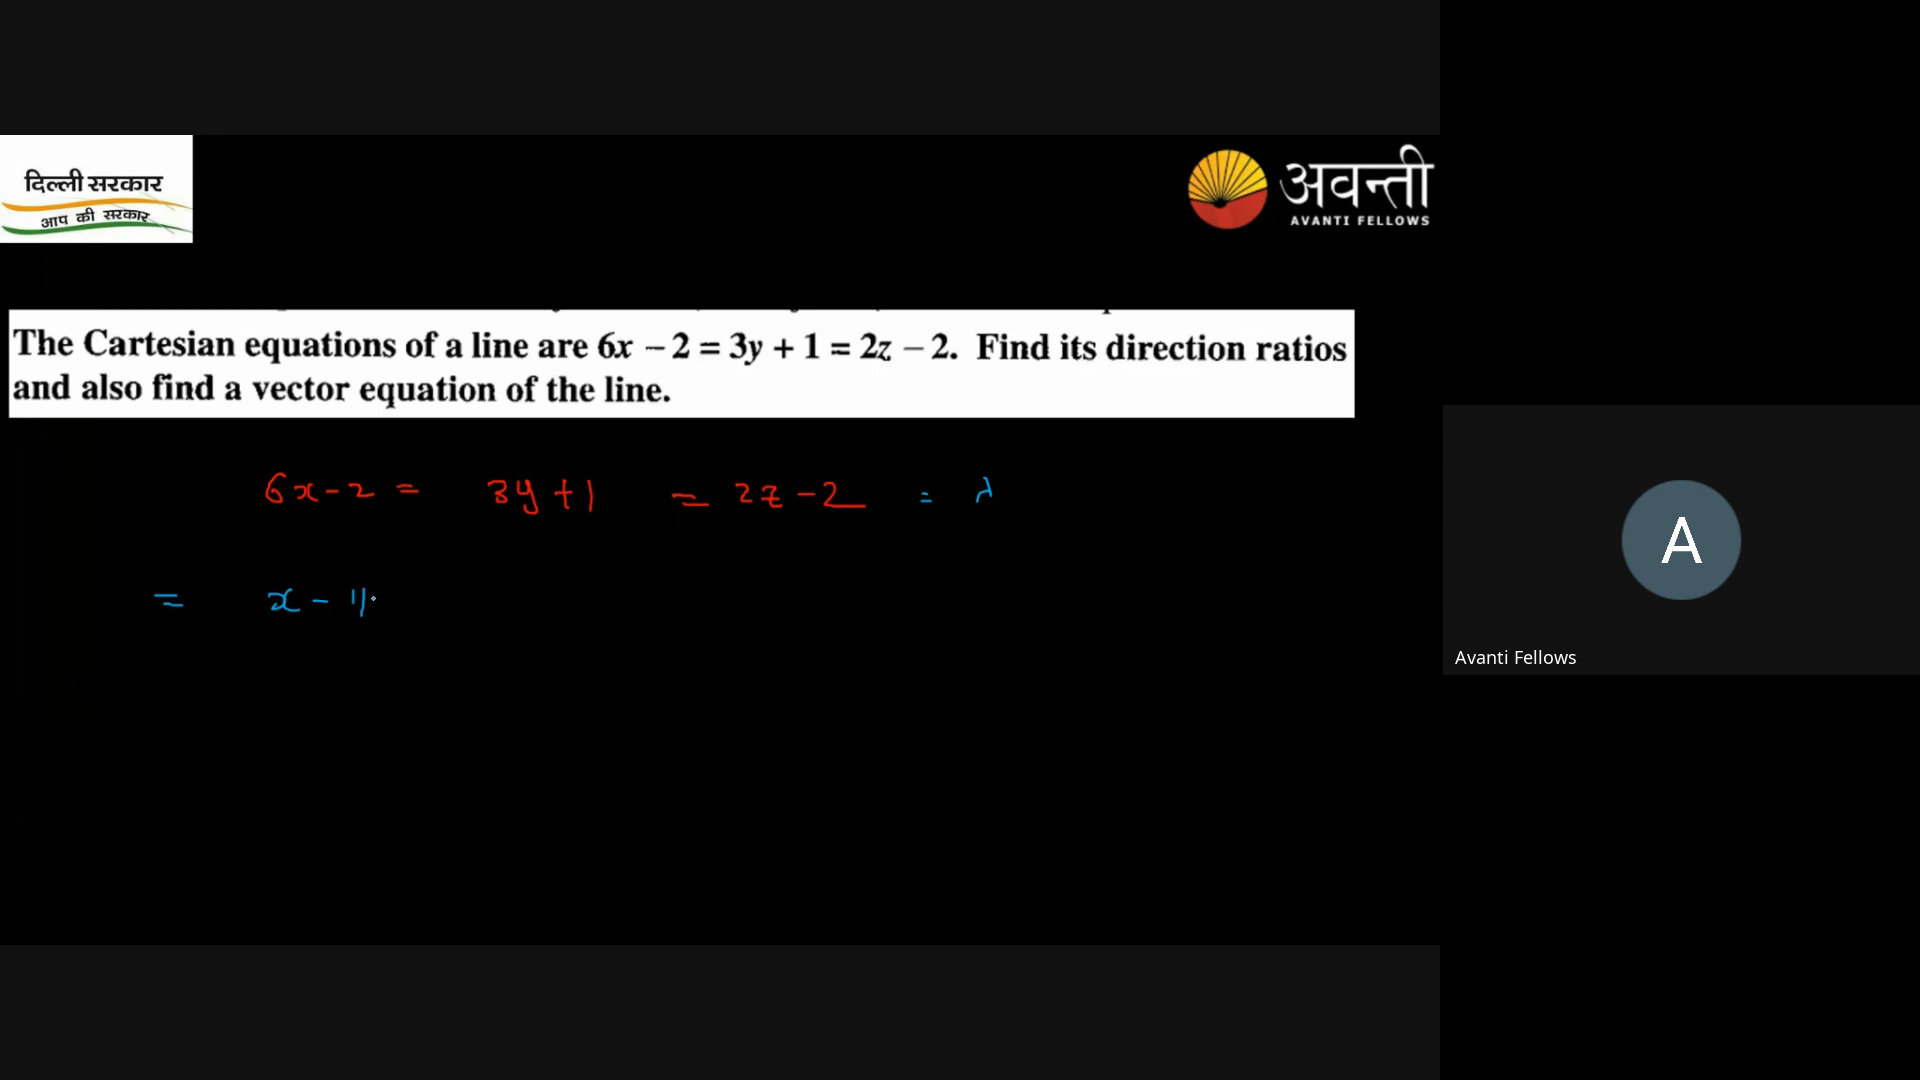 दिल्ली सरकार
आप की सरकार
अवन्ती
AVANTI FELLOWS
The Cartesian equations of a line are 6x – 2 = 3y + 1 = 2z – 2. Find its direction ratios
and also find a vector equation of the line.
6x-2 = 3y+1 = 2z-2 = λ
= x - 1/
A
Avanti Fellows